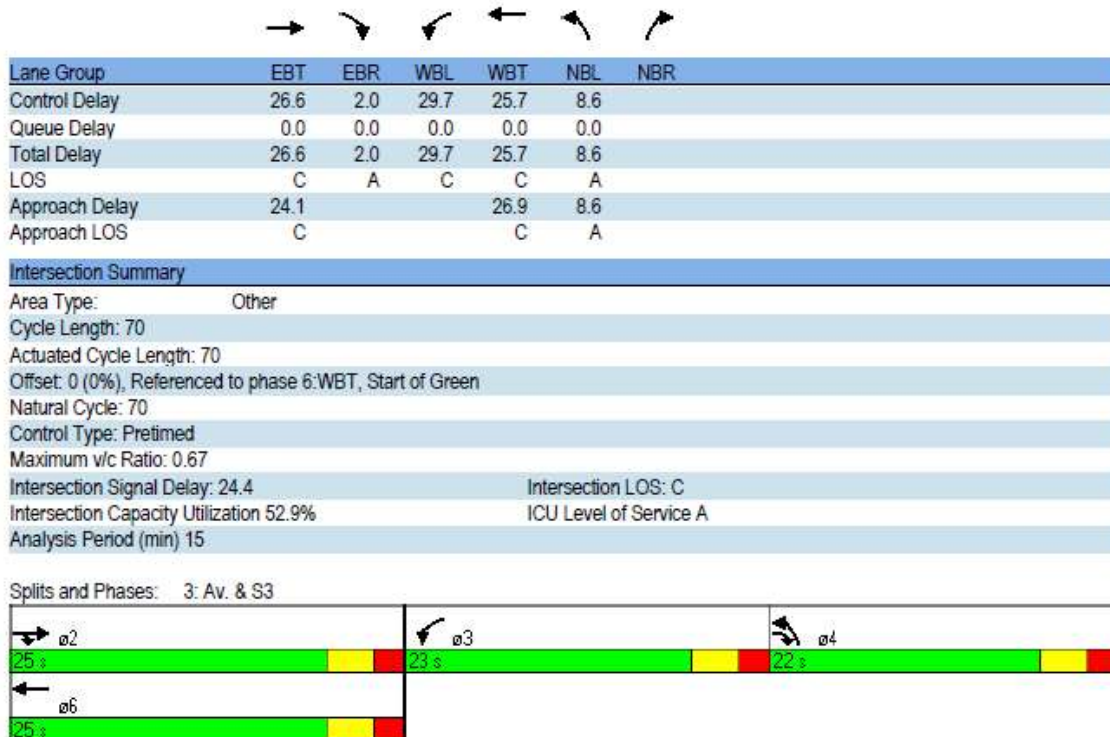 Lane Group EBT EBR WBL WBT NBL NBR
Control Delay 26.6 2.0 29.7 25.7 8.6
Queue Delay 0.0 0.0 0.0 0.0 0.0
Total Delay 26.6 2.0 29.7 25.7 8.6
LOS C A C C A
Approach Delay 24.1 26.9 8.6
Approach LOS C C A
Intersection Summary
Area Type: Other
Cycle Length: 70
Actuated Cycle Length: 70
Offset: 0 (0%), Referenced to phase 6:WBT, Start of Green
Natural Cycle: 70
Control Type: Pretimed
Maximum v/c Ratio: 0.67
Intersection Signal Delay: 24.4 Intersection LOS: C
Intersection Capacity Utilization 52.9% ICU Level of Service A
Analysis Period (min) 15
Splits and Phases: 3: Av. & S3
ø2 ø3 ø4
25 s 23 s 22 s
ø6
25 s